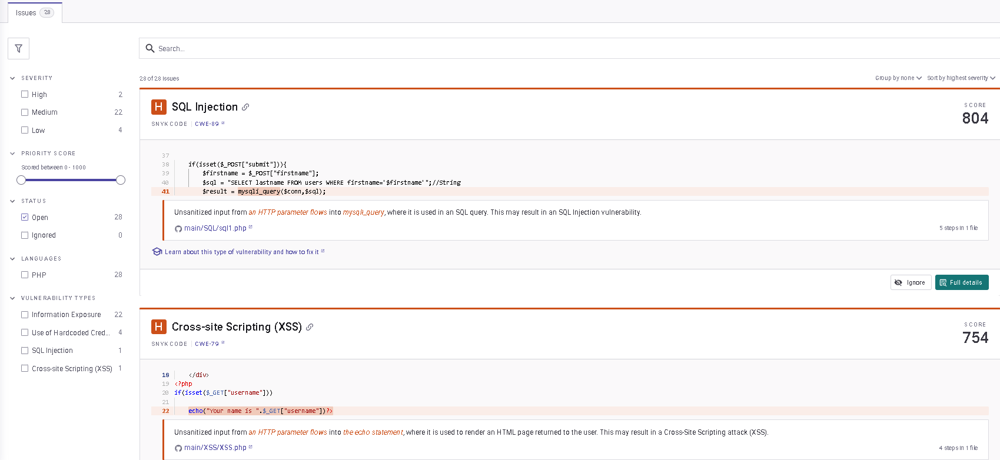 Issues 28
Search...
SEVERITY
High 2
Medium 22
Low 4
PRIORITY SCORE
Scored between 0 - 1000
STATUS
Open 28
Ignored 0
LANGUAGES
PHP 28
VULNERABILITY TYPES
Information Exposure 22
Use of Hardcoded Cred... 4
SQL Injection 1
Cross-site Scripting (XSS) 1
28 of 28 issues
Group by none Sort by highest severity
H SQL Injection
SCORE
804
SNYK CODE | CWE-89
37
38 if(isset($_POST["submit"])){
39 $firstname = $_POST["firstname"];
40 $sql = "SELECT lastname FROM users WHERE firstname='$firstname'";//String
41 $result = mysqli_query($conn,$sql);
Unsanitized input from an HTTP parameter flows into mysqli_query, where it is used in an SQL query. This may result in an SQL Injection vulnerability.
main/SQL/sql1.php
5 steps in 1 file
Learn about this type of vulnerability and how to fix it
Ignore Full details
H Cross-site Scripting (XSS)
SCORE
754
SNYK CODE | CWE-79
18 </div>
19 <?php
20 if(isset($_GET["username"]))
21
22 echo("Your name is ".$_GET["username"])?>
Unsanitized input from an HTTP parameter flows into the echo statement, where it is used to render an HTML page returned to the user. This may result in a Cross-Site Scripting attack (XSS).
main/XSS/XSS.php
4 steps in 1 file